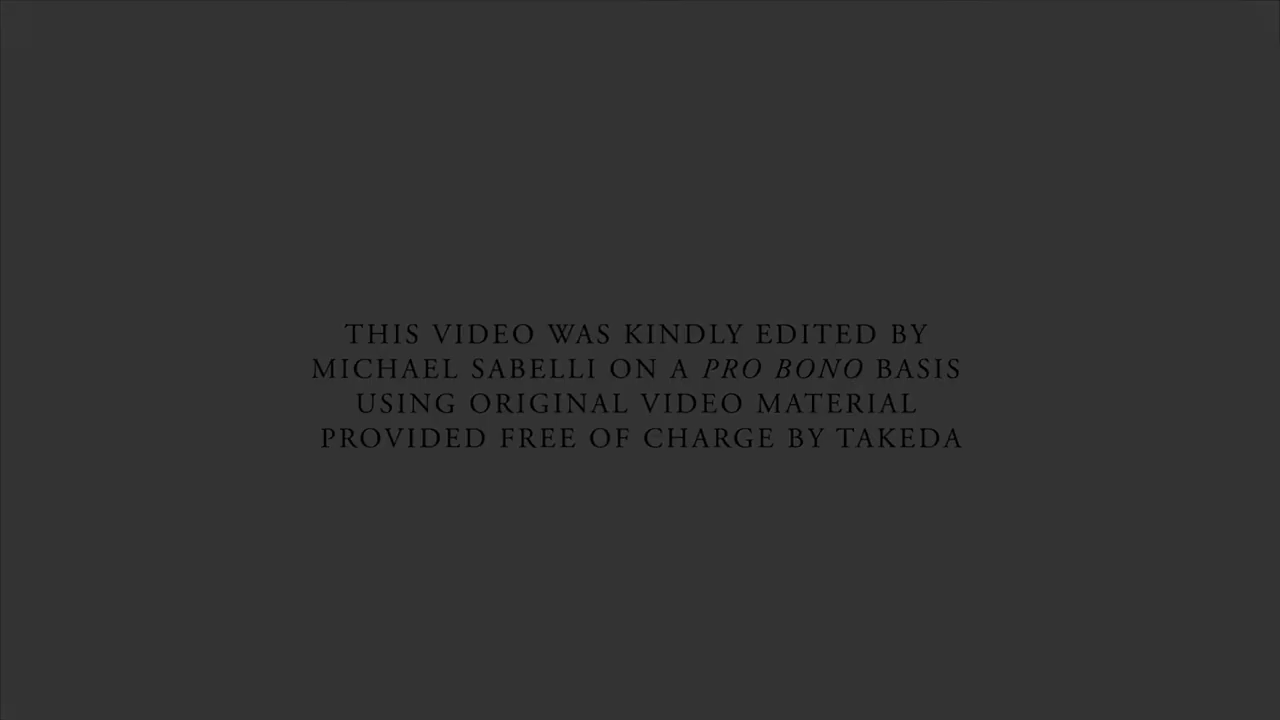 THIS VIDEO WAS KINDLY EDITED BY
MICHAEL SABELLI ON A PRO BONO BASIS
USING ORIGINAL VIDEO MATERIAL
PROVIDED FREE OF CHARGE BY TAKEDA